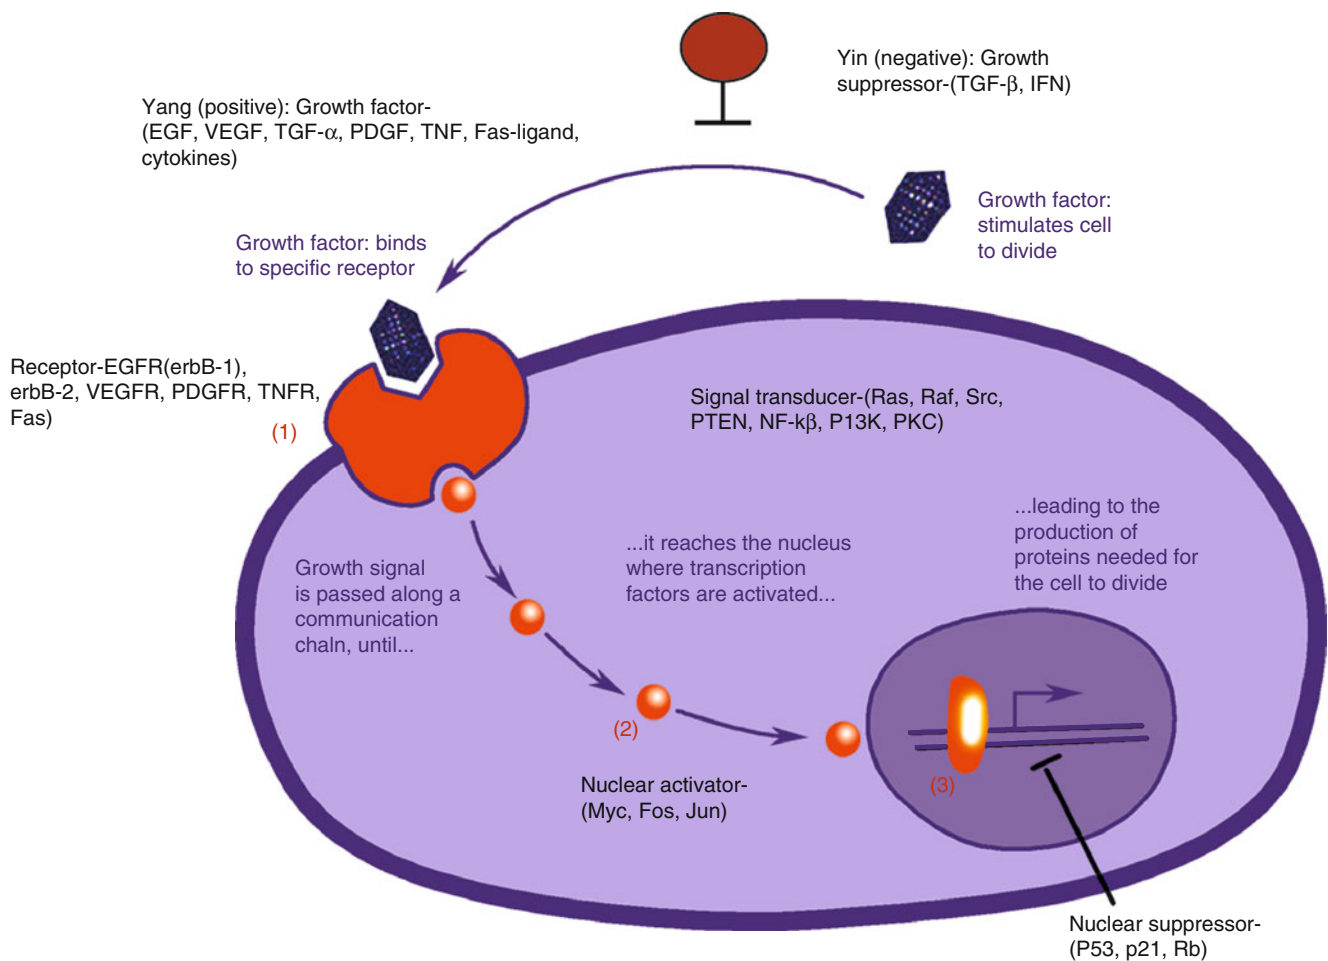 Yin (negative): Growth
suppressor-(TGF-β, IFN)
Yang (positive): Growth factor-
(EGF, VEGF, TGF-α, PDGF, TNF, Fas-ligand,
cytokines)
Growth factor:
stimulates cell
to divide
Growth factor: binds
to specific receptor
Receptor-EGFR(erbB-1),
erbB-2, VEGFR, PDGFR, TNFR,
Fas)
(1)
Signal transducer-(Ras, Raf, Src,
PTEN, NF-kβ, P13K, PKC)
Growth signal
is passed along a
communication
chaln, until...
...it reaches the nucleus
where transcription
factors are activated...
...leading to the
production of
proteins needed for
the cell to divide
(2)
Nuclear activator-
(Myc, Fos, Jun)
(3)
Nuclear suppressor-
(P53, p21, Rb)